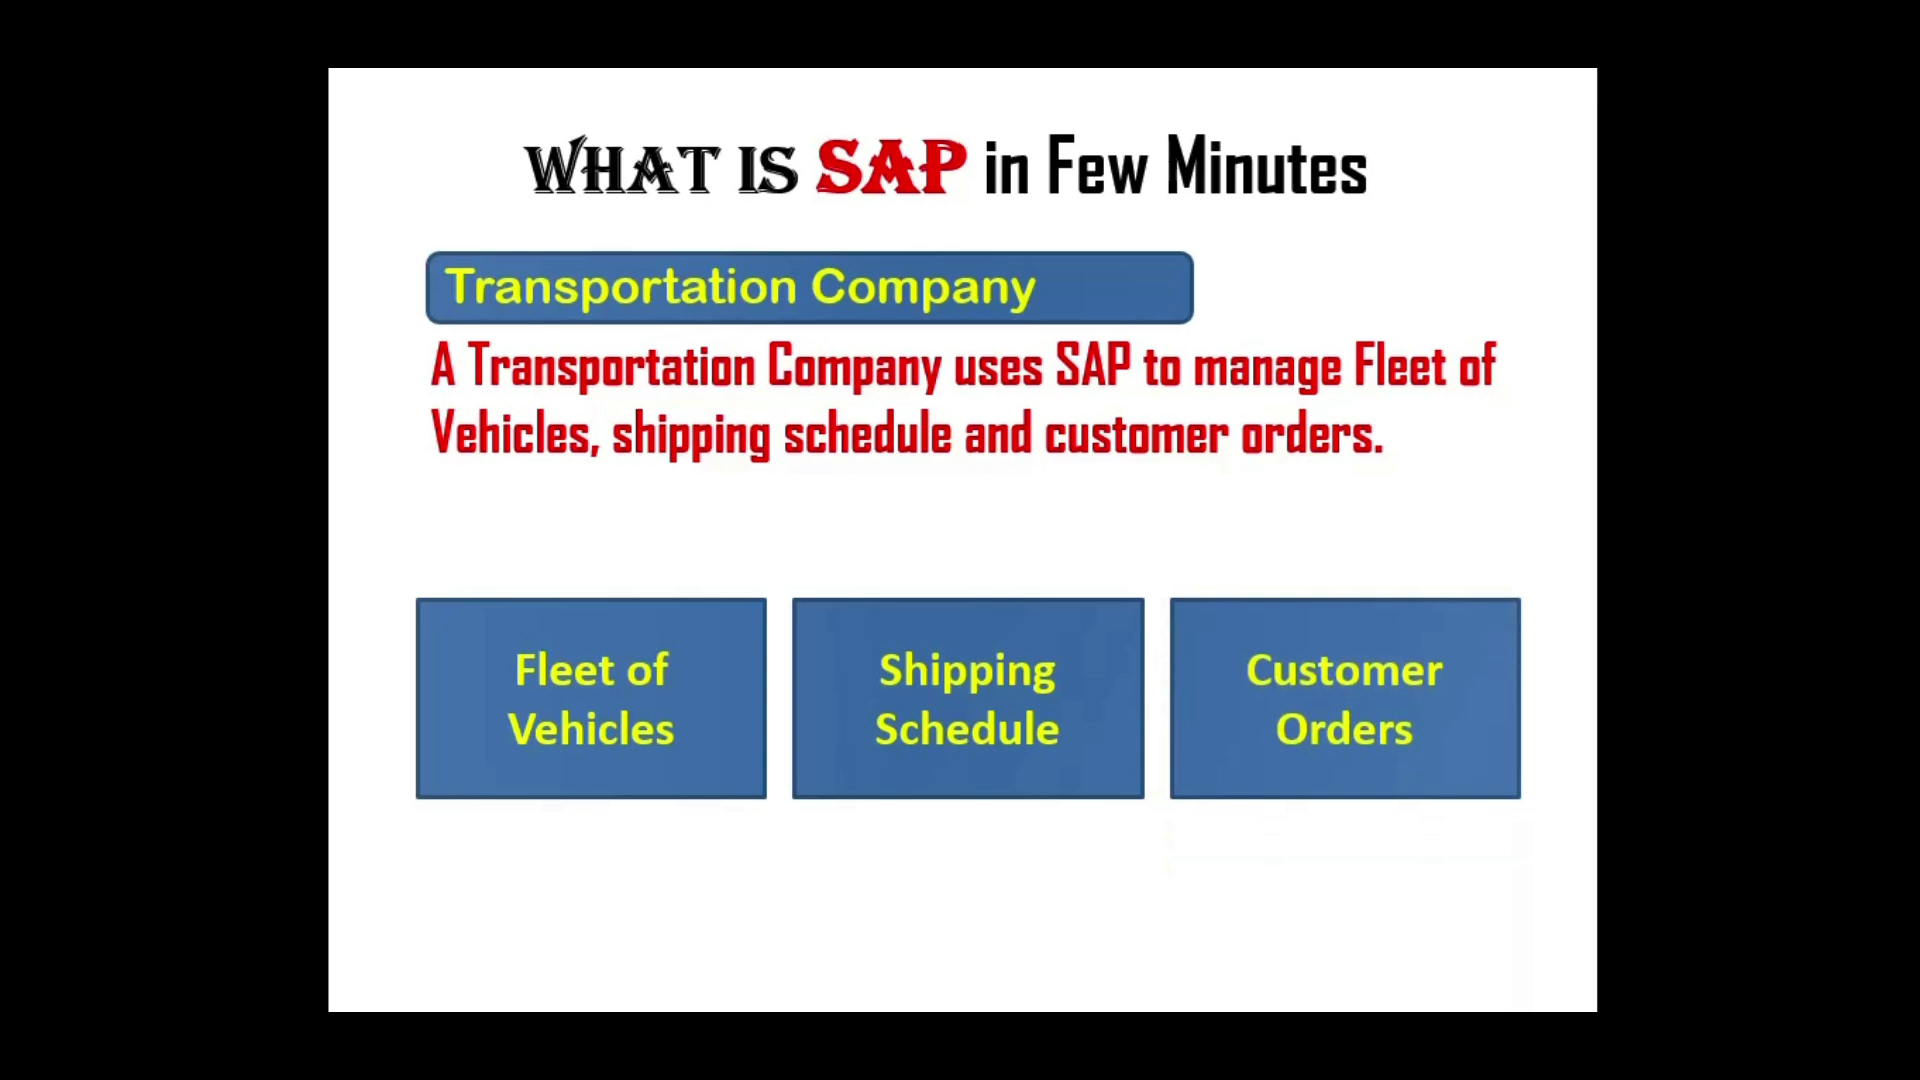 WHAT IS SAP in Few Minutes
Transportation Company
A Transportation Company uses SAP to manage Fleet of
Vehicles, shipping schedule and customer orders.
Fleet of
Vehicles
Shipping
Schedule
Customer
Orders